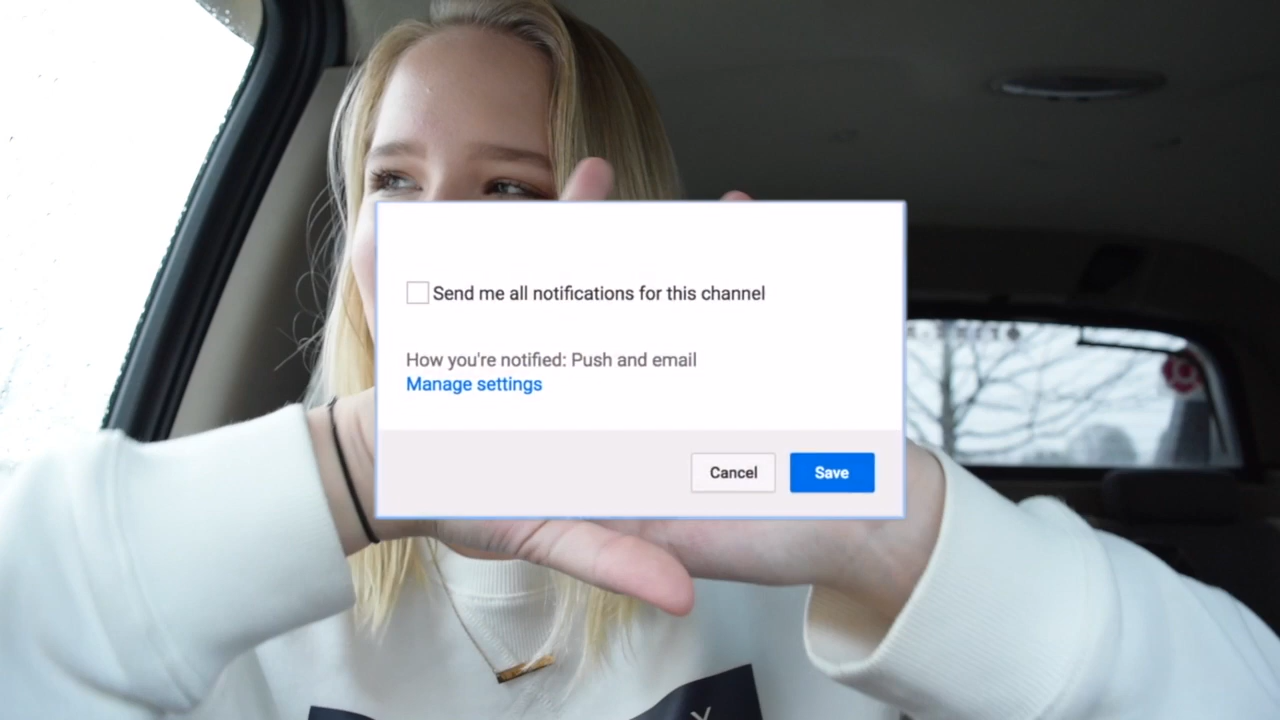 Send me all notifications for this channel
How you're notified: Push and email
Manage settings
Cancel
Save